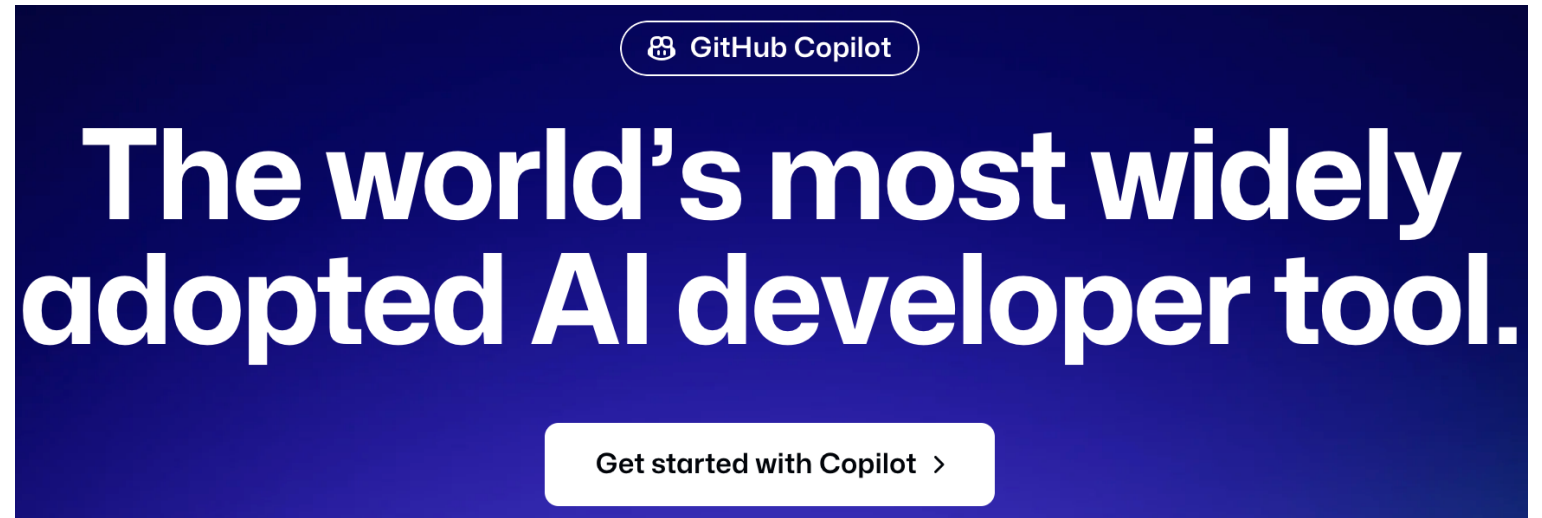 GitHub Copilot
The world’s most widely
adopted AI developer tool.
Get started with Copilot